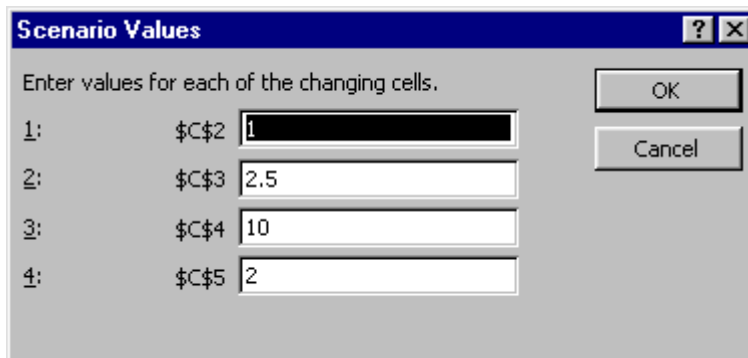 Scenario Values
Enter values for each of the changing cells.
OK
1: $C$2 1
Cancel
2: $C$3 2.5
3: $C$4 10
4: $C$5 2